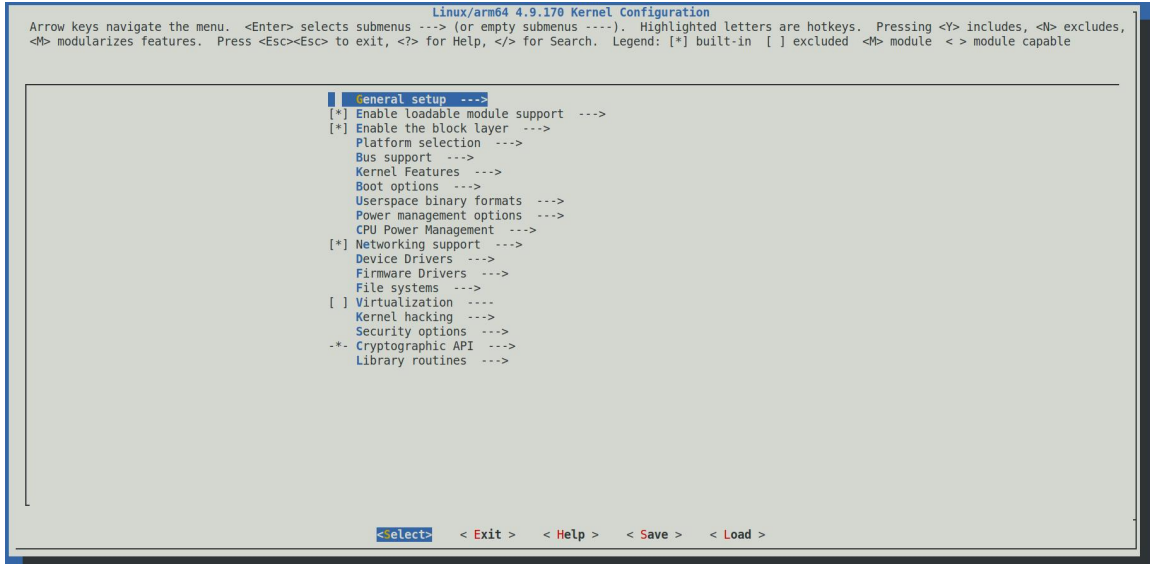 Linux/arm64 4.9.170 Kernel Configuration
Arrow keys navigate the menu.  <Enter> selects submenus ---> (or empty submenus ----).  Highlighted letters are hotkeys.  Pressing <Y> includes, <N> excludes,
<M> modularizes features.  Press <Esc><Esc> to exit, <?> for Help, </> for Search.  Legend: [*] built-in  [ ] excluded  <M> module  < > module capable
General setup  --->
[*] Enable loadable module support  --->
[*] Enable the block layer  --->
Platform selection  --->
Bus support  --->
Kernel Features  --->
Boot options  --->
Userspace binary formats  --->
Power management options  --->
CPU Power Management  --->
[*] Networking support  --->
Device Drivers  --->
Firmware Drivers  --->
File systems  --->
[ ] Virtualization  ----
Kernel hacking  --->
Security options  --->
-*- Cryptographic API  --->
Library routines  --->
<Select>    < Exit >    < Help >    < Save >    < Load >